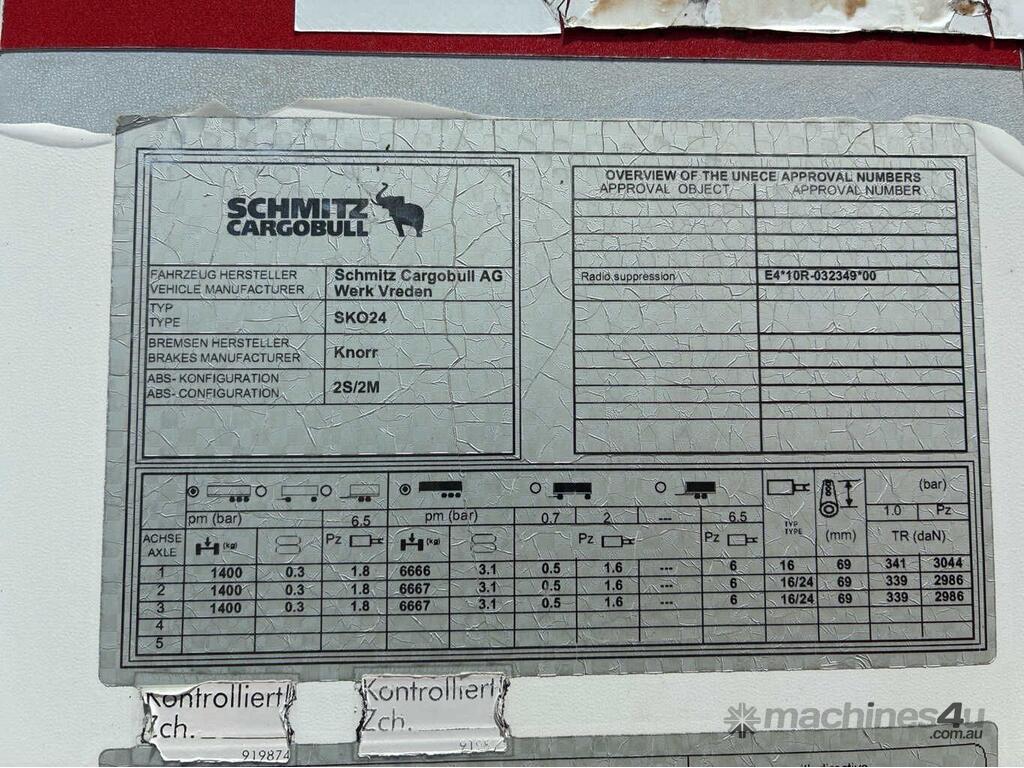 SCHMITZ
CARGOBULL
FAHRZEUG HERSTELLER
VEHICLE MANUFACTURER
Schmitz Cargobull AG
Werk Vreden
TYP
TYPE
SKO24
BREMSEN HERSTELLER
BRAKES MANUFACTURER
Knorr
ABS- KONFIGURATION
ABS- CONFIGURATION
2S/2M
OVERVIEW OF THE UNECE APPROVAL NUMBERS
APPROVAL OBJECT APPROVAL NUMBER
Radio suppression E4*10R-032349*00
pm (bar) 6.5 pm (bar) 0.7 2 --- 6.5 (bar)
1.0 Pz
ACHSE
AXLE
(kg) Pz (kg) Pz Pz TYP
TYPE
(mm) TR (daN)
1 1400 0.3 1.8 6666 3.1 0.5 1.6 --- 6 16 69 341 3044
2 1400 0.3 1.8 6667 3.1 0.5 1.6 --- 6 16/24 69 339 2986
3 1400 0.3 1.8 6667 3.1 0.5 1.6 --- 6 16/24 69 339 2986
4
5
Kontrolliert
Zch.
919874
Kontrolliert
Zch.
machines4u
.com.au